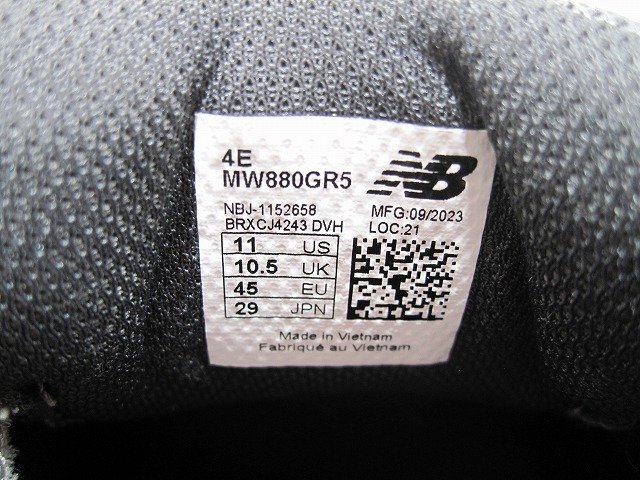 4E
MW880GR5
NB
NBJ-1152658
BRXCJ4243 DVH
MFG:09/2023
LOC:21
11 US
10.5 UK
45 EU
29 JPN
Made in Vietnam
Fabriqué au Vietnam